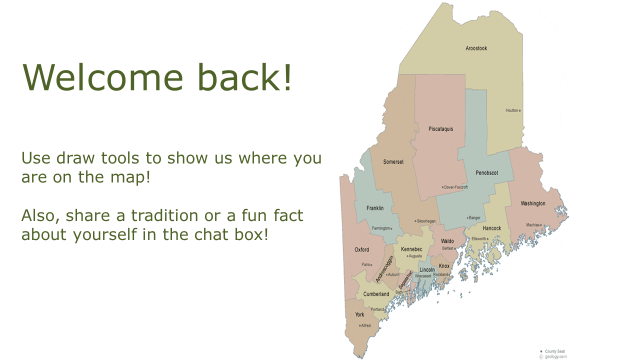 Welcome back!
Use draw tools to show us where you
are on the map!
Also, share a tradition or a fun fact
about yourself in the chat box!
Aroostook
Houlton
Piscataquis
Somerset
Penobscot
Dover-Foxcroft
Washington
Franklin
Skowhegan
Bangor
Machias
Farmington
Hancock
Waldo
Ellsworth
Oxford
Kennebec
Belfast
Augusta
Paris
Knox
Lincoln
Androscoggin
Auburn
Sagadahoc
Wiscasset
Rockland
Cumberland
Bath
Portland
York
Alfred
County Seat
geology.com